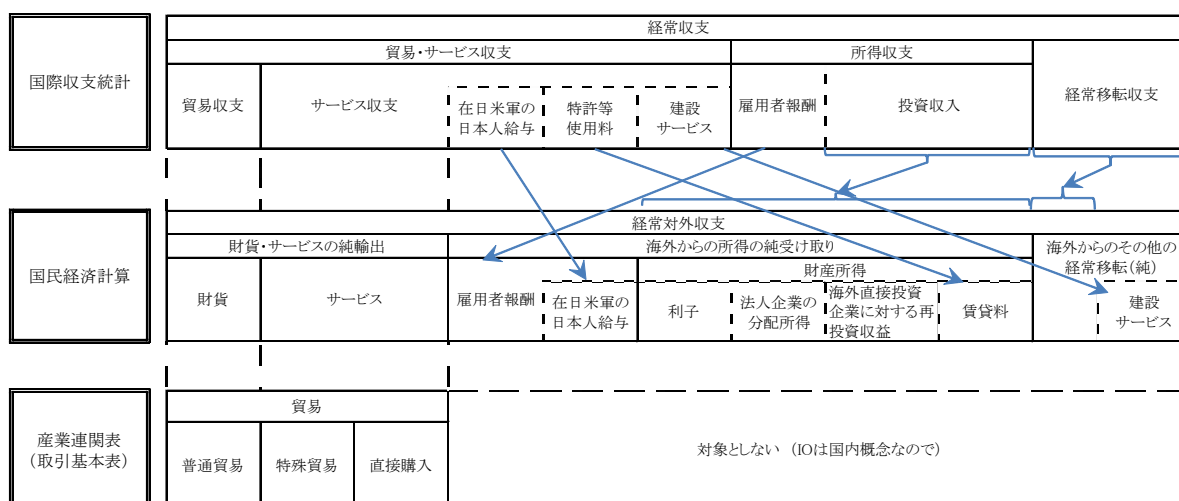 国際収支統計
経常収支
貿易・サービス収支
所得収支
貿易収支
サービス収支
在日米軍の
日本人給与
特許等
使用料
建設
サービス
雇用者報酬
投資収入
経常移転収支
国民経済計算
経常対外収支
財貨・サービスの純輸出
海外からの所得の純受け取り
海外からのその他の
経常移転(純)
財貨
サービス
雇用者報酬
在日米軍の
日本人給与
財産所得
利子
法人企業の
分配所得
海外直接投資
企業に対する再
投資収益
賃貸料
建設
サービス
産業連関表
(取引基本表)
貿易
普通貿易
特殊貿易
直接購入
対象としない (IOは国内概念なので)